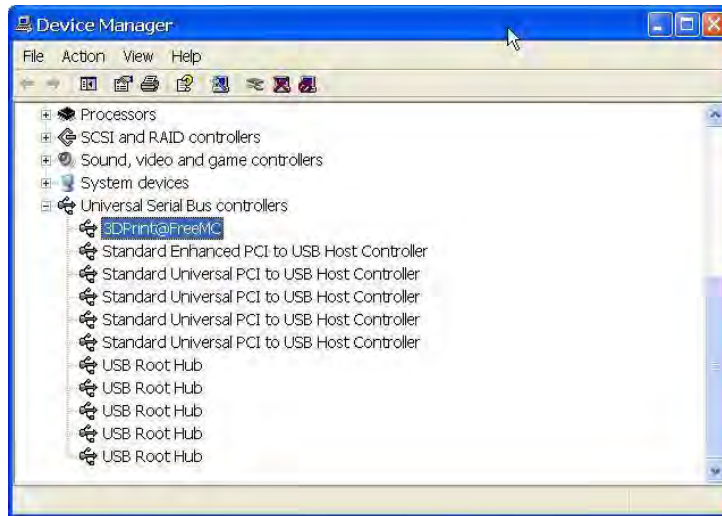 Device Manager
File Action View Help
Processors
SCSI and RAID controllers
Sound, video and game controllers
System devices
Universal Serial Bus controllers
3DPrint@FreeMC
Standard Enhanced PCI to USB Host Controller
Standard Universal PCI to USB Host Controller
Standard Universal PCI to USB Host Controller
Standard Universal PCI to USB Host Controller
Standard Universal PCI to USB Host Controller
USB Root Hub
USB Root Hub
USB Root Hub
USB Root Hub
USB Root Hub